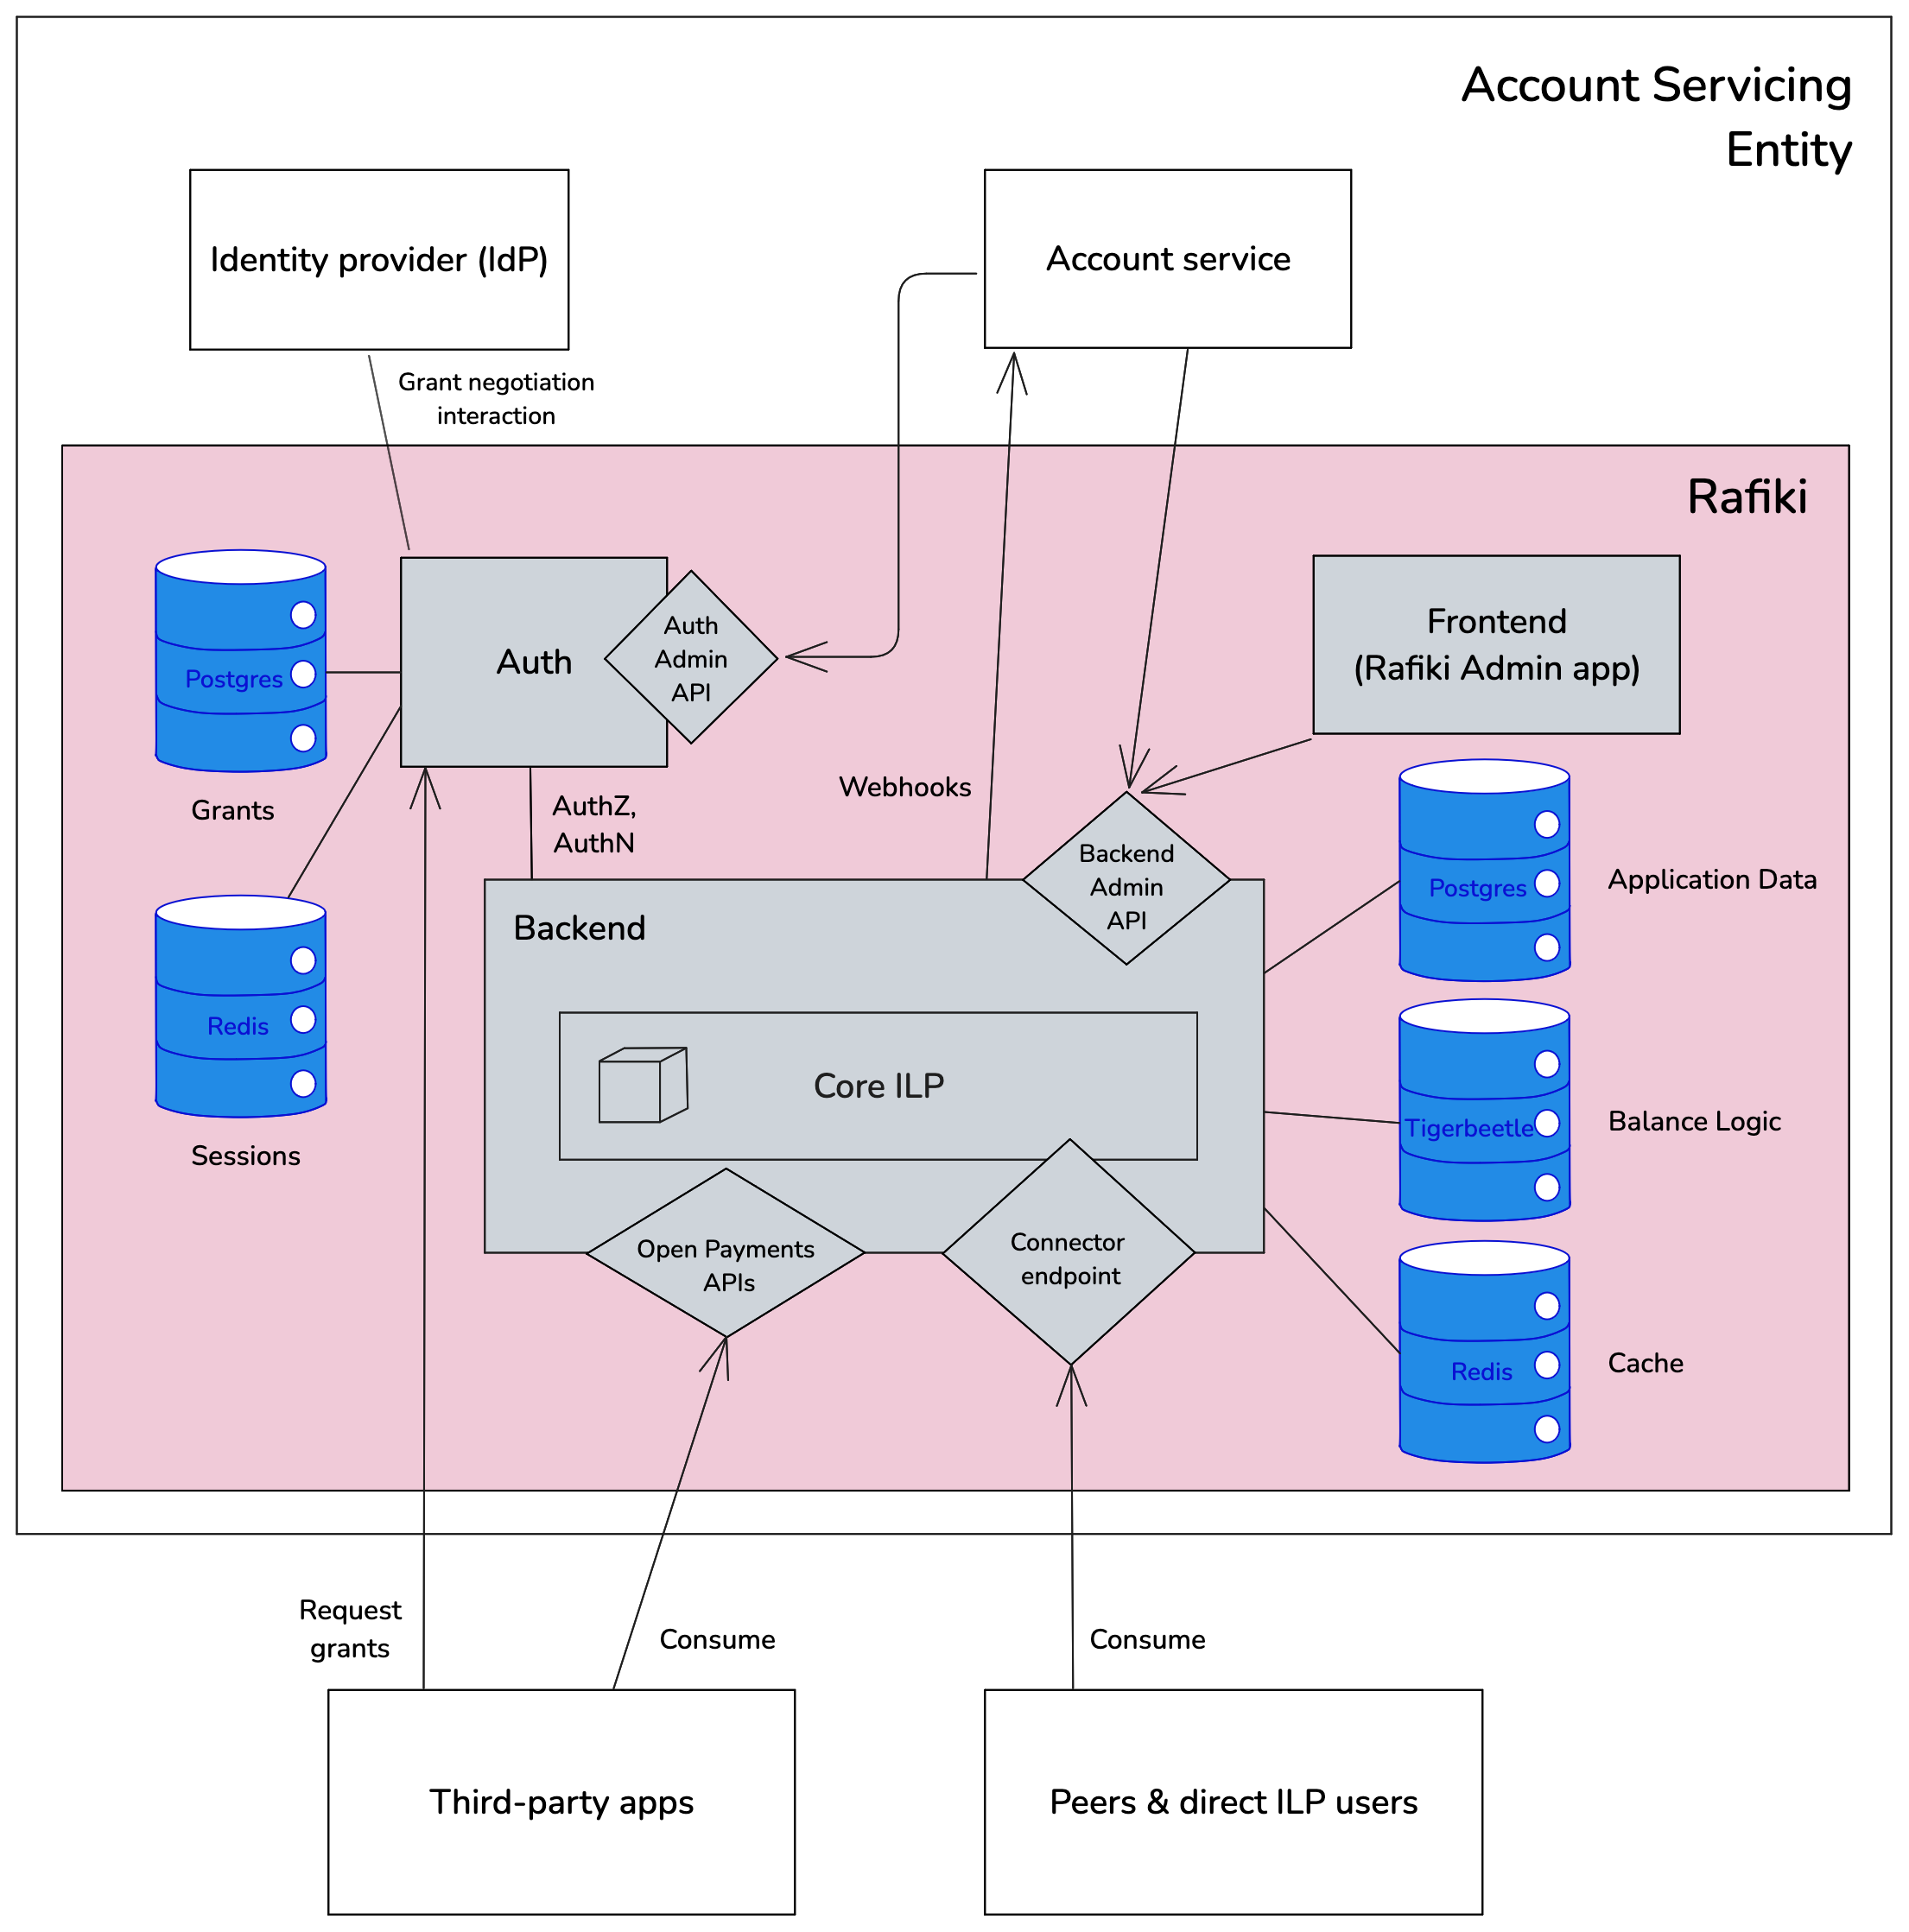 Account Servicing
Entity
Identity provider (IdP)
Account service
Grant negotiation
interaction
Rafiki
Auth
Auth
Admin
API
Frontend
(Rafiki Admin app)
Postgres
Grants
Webhooks
AuthZ,
AuthN
Backend
Admin
API
Postgres
Application Data
Backend
Redis
Sessions
Core ILP
Tigerbeetle
Balance Logic
Open Payments
APIs
Connector
endpoint
Redis
Cache
Request
grants
Consume
Consume
Third-party apps
Peers & direct ILP users